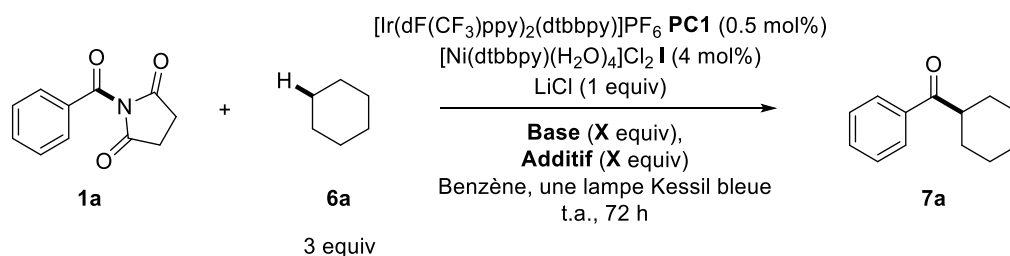 [Ir(dF(CF3)ppy)2(dtbbpy)]PF6 PC1 (0.5 mol%)
[Ni(dtbbpy)(H2O)4]Cl2 I (4 mol%)
LiCl (1 equiv)
Base (X equiv),
Additif (X equiv)
Benzène, une lampe Kessil bleue
t.a., 72 h
O
N
O
O
1a
+
H
6a
3 equiv
O
7a